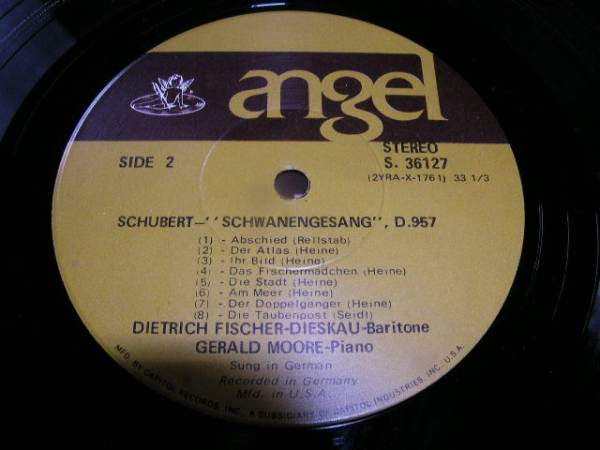 angel
STEREO
SIDE 2
S. 36127
(2YRA-X-1761) 33 1/3
SCHUBERT-"SCHWANENGESANG", D.957
(1) - Abschied (Rellstab)
(2) - Der Atlas (Heine)
(3) - Ihr Bild (Heine)
(4) - Das Fischermadchen (Heine)
(5) - Die Stadt (Heine)
(6) - Am Meer (Heine)
(7) - Der Doppelganger (Heine)
(8) - Die Taubenpost (Seidl)
DIETRICH FISCHER-DIESKAU-Baritone
GERALD MOORE-Piano
Sung in German
Recorded in Germany
Mfd. in U.S.A.
MFD. BY CAPITOL RECORDS, INC. A SUBSIDIARY OF CAPITOL INDUSTRIES, INC. U.S.A.